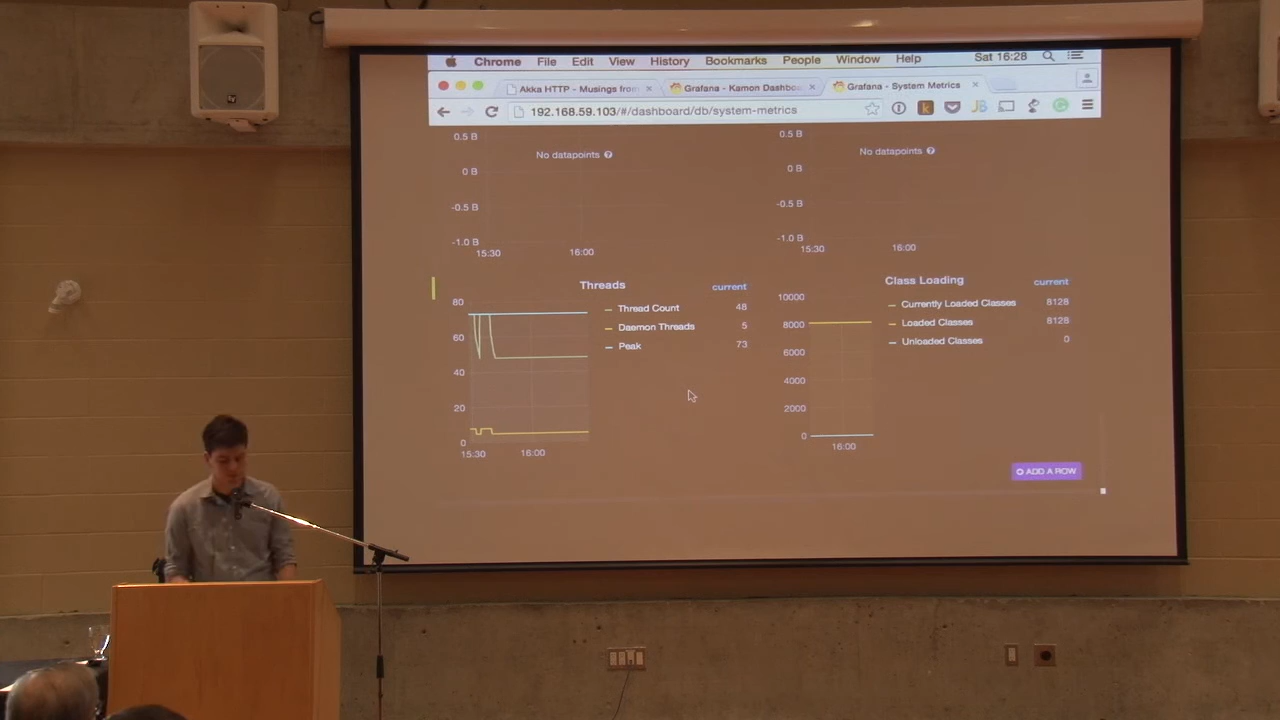 Chrome File Edit View History Bookmarks People Window Help Sat 16:28
Akka HTTP - Musings from
Grafana - Kamon Dashboa
Grafana - System Metrics
192.168.59.103/#/dashboard/db/system-metrics
0.5 B
0 B
-0.5 B
-1.0 B
No datapoints
15:30 16:00
0.5 B
0 B
-0.5 B
-1.0 B
No datapoints
15:30 16:00
Threads
current
80
60
40
20
0
15:30 16:00
Thread Count 48
Daemon Threads 5
Peak 73
Class Loading
current
10000
8000
6000
4000
2000
0
16:00
Currently Loaded Classes 8128
Loaded Classes 8128
Unloaded Classes 0
ADD A ROW